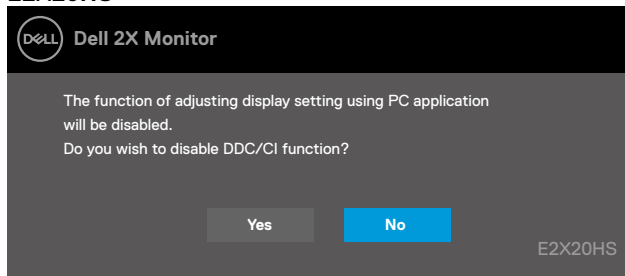 E2X20HS
DELL Dell 2X Monitor
The function of adjusting display setting using PC application
will be disabled.
Do you wish to disable DDC/CI function?
Yes No
E2X20HS